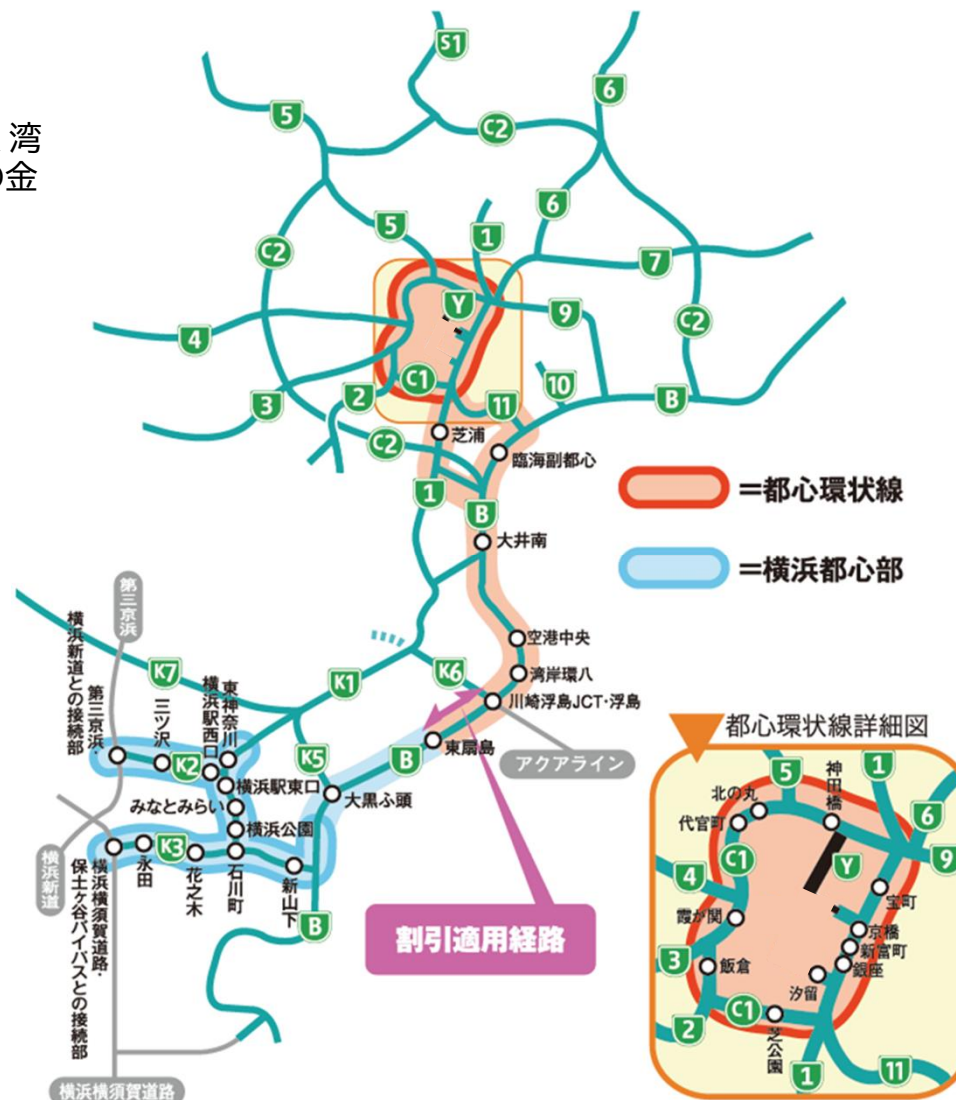 湾
の金
S1
6
5
C2
6
5
1
C2
7
Y
9
4
C2
C1
10
2
B
3
11
C2
芝浦
臨海副都心
1
=都心環状線
B
大井南
=横浜都心部
第三京浜
空港中央
横浜新道との接続部
第三京浜・
湾岸環八
K7
三ツ沢
横浜駅西口
東神奈川
K1
K6
川崎浮島JCT・浮島
東扇島
アクアライン
K5
B
K2
横浜駅東口
大黒ふ頭
みなとみらい
横浜公園
K3
横浜新道
永田
花之木
石川町
新山下
横浜横須賀道路・
保土ヶ谷バイパスとの接続部
B
割引適用経路
横浜横須賀道路
都心環状線詳細図
5
神田橋
1
北の丸
代官町
6
C1
Y
9
4
宝町
霞が関
京橋
新富町
3
飯倉
銀座
汐留
C1
2
芝公園
1
11